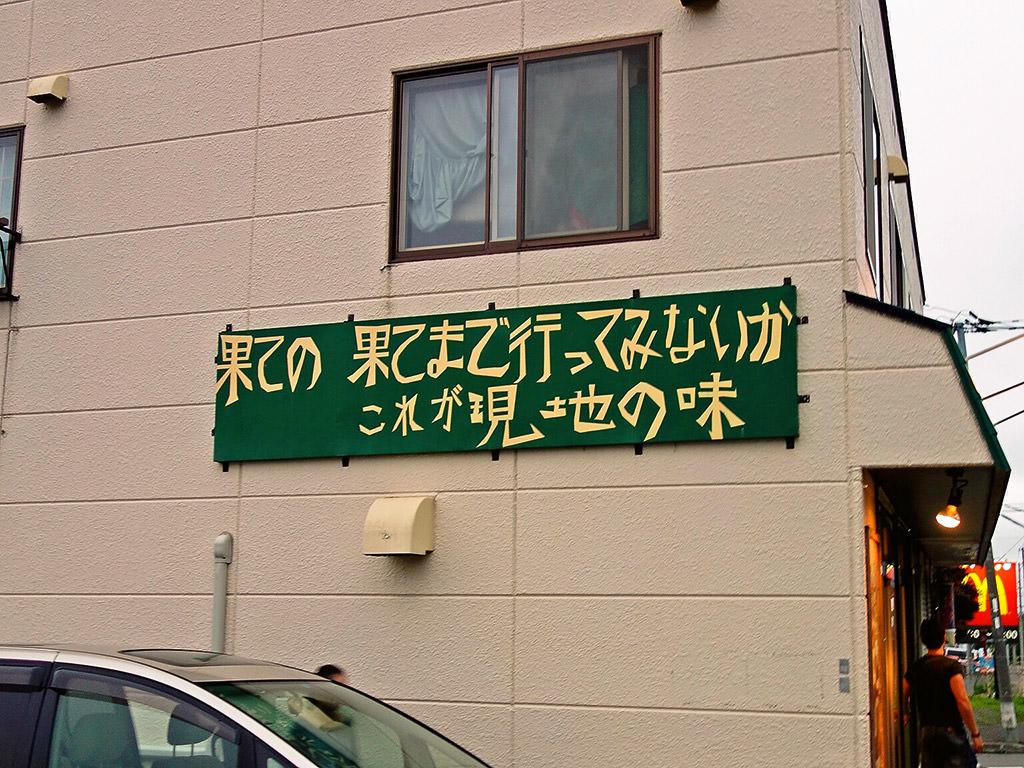 果ての 果てまで行ってみないか
これが現地の味